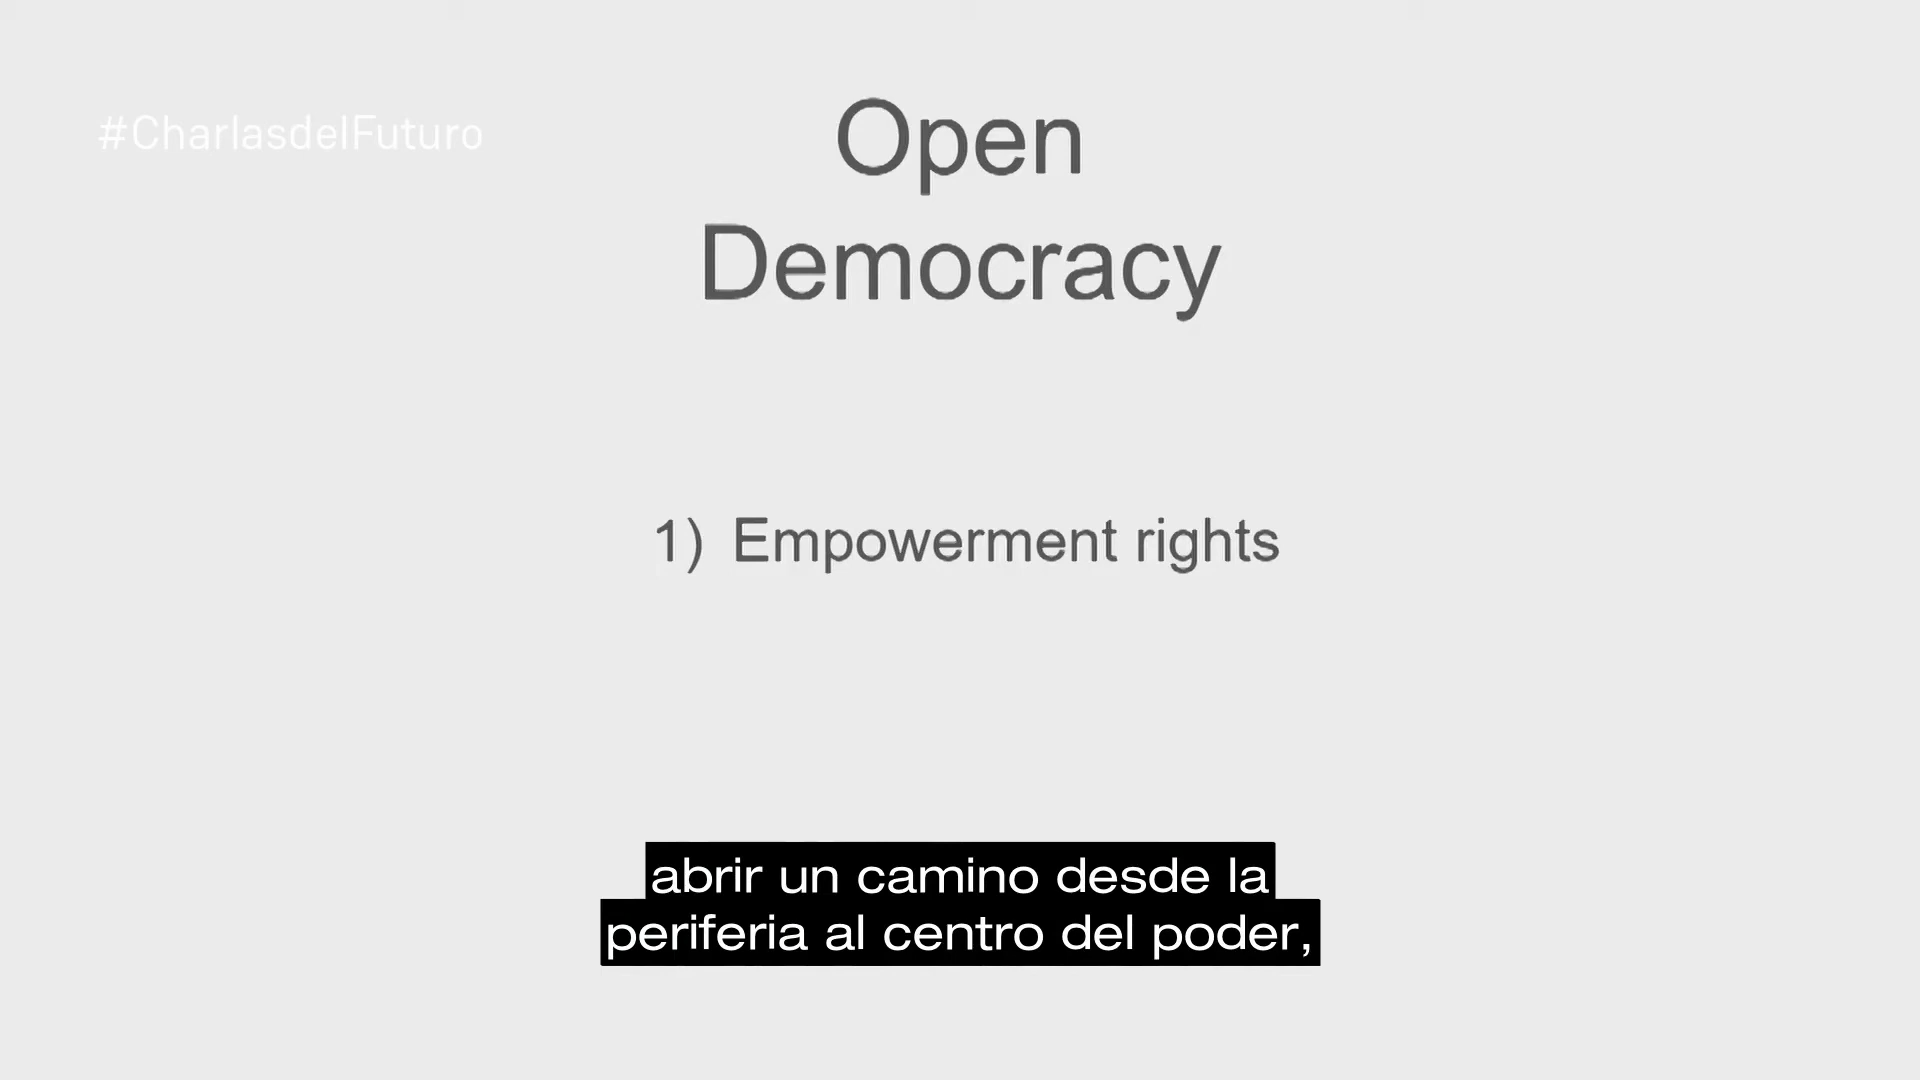 #CharlasdelFuturo
Open
Democracy
1) Empowerment rights
abrir un camino desde la
periferia al centro del poder,